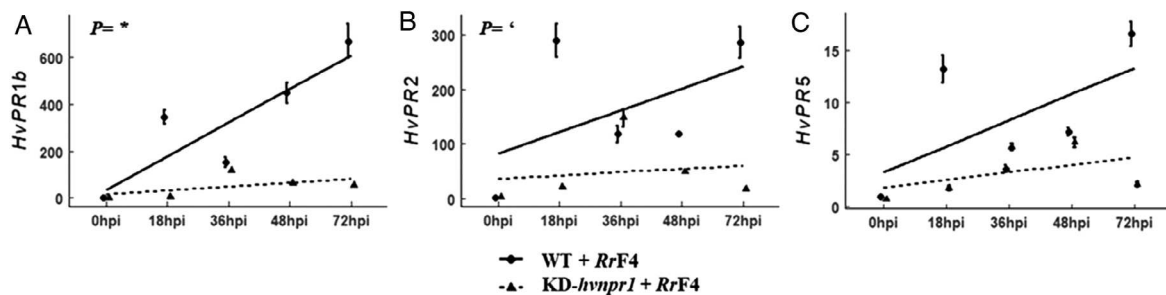 A
P= *
HvPR1b
600
400
200
0
0hpi 18hpi 36hpi 48hpi 72hpi
B
P= ‘
HvPR2
300
200
100
0
0hpi 18hpi 36hpi 48hpi 72hpi
C
HvPR5
15
10
5
0
0hpi 18hpi 36hpi 48hpi 72hpi
WT + RrF4
KD-hvnpr1 + RrF4